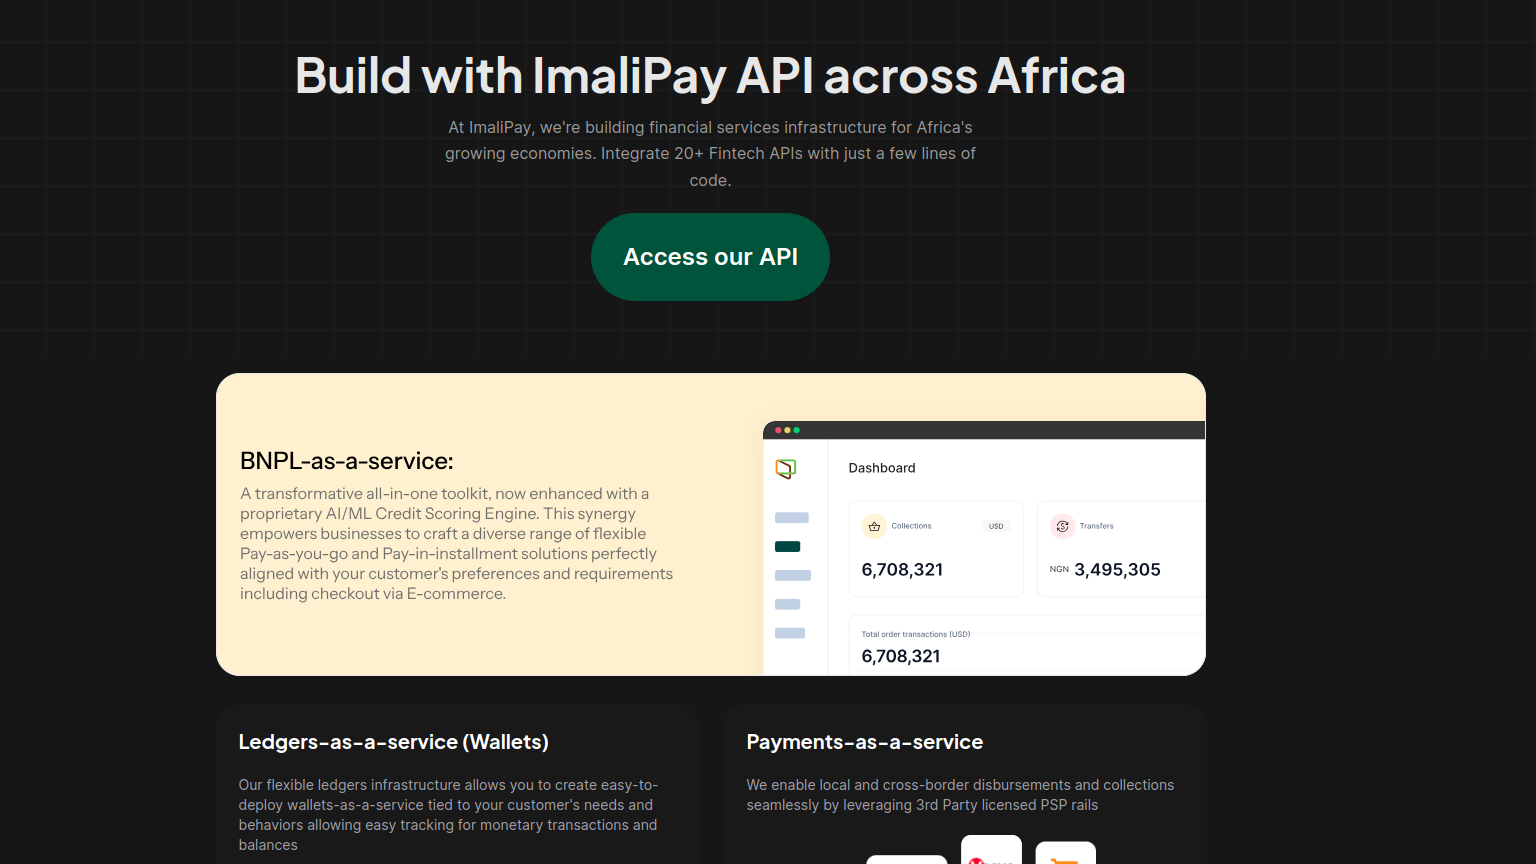 Build with ImaliPay API across Africa
At ImaliPay, we're building financial services infrastructure for Africa's
growing economies. Integrate 20+ Fintech APIs with just a few lines of
code.
Access our API
BNPL-as-a-service:
A transformative all-in-one toolkit, now enhanced with a
proprietary AI/ML Credit Scoring Engine. This synergy
empowers businesses to craft a diverse range of flexible
Pay-as-you-go and Pay-in-installment solutions perfectly
aligned with your customer's preferences and requirements
including checkout via E-commerce.
Dashboard
Collections
USD
6,708,321
Transfers
NGN 3,495,305
Total order transactions (USD)
6,708,321
Ledgers-as-a-service (Wallets)
Our flexible ledgers infrastructure allows you to create easy-to-
deploy wallets-as-a-service tied to your customer's needs and
behaviors allowing easy tracking for monetary transactions and
balances
Payments-as-a-service
We enable local and cross-border disbursements and collections
seamlessly by leveraging 3rd Party licensed PSP rails